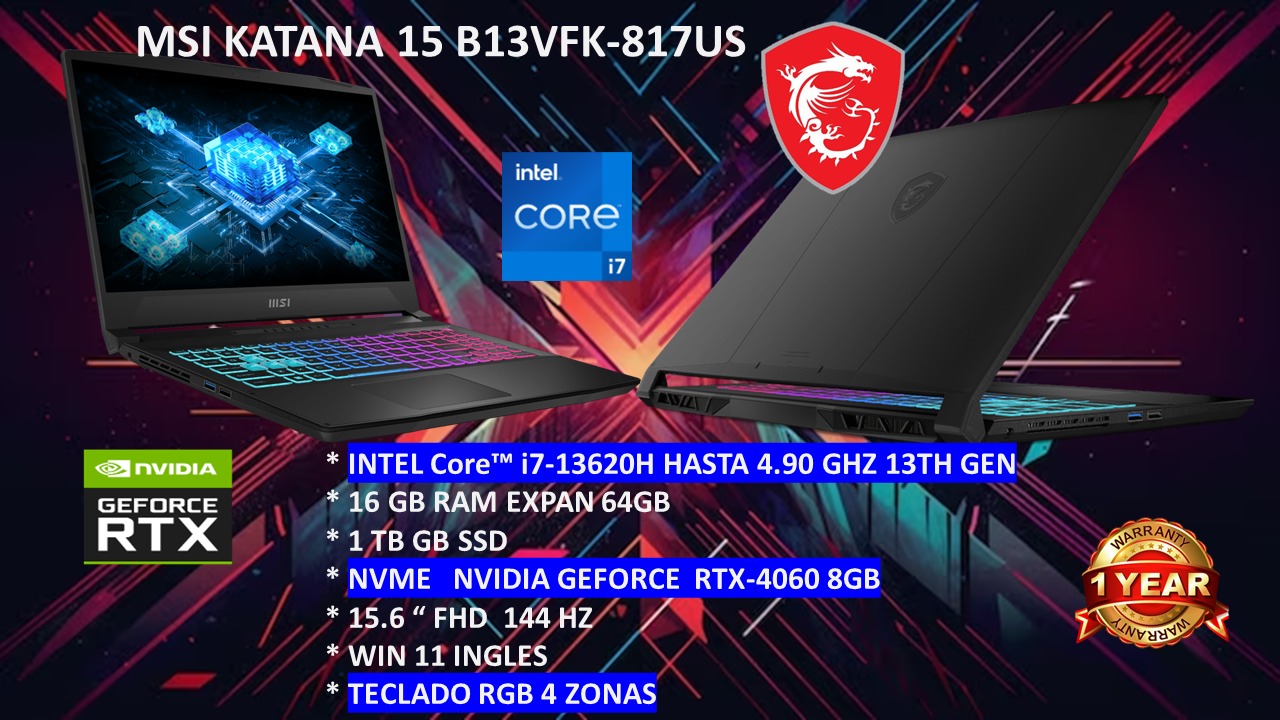 MSI KATANA 15 B13VFK-817US
intel
CORE™
i7
msi
NVIDIA
GEFORCE
RTX
* INTEL Core™ i7-13620H HASTA 4.90 GHZ 13TH GEN
* 16 GB RAM EXPAN 64GB
* 1 TB GB SSD
* NVME NVIDIA GEFORCE RTX-4060 8GB
* 15.6 “ FHD 144 HZ
* WIN 11 INGLES
* TECLADO RGB 4 ZONAS
WARRANTY
1 YEAR
WARRANTY